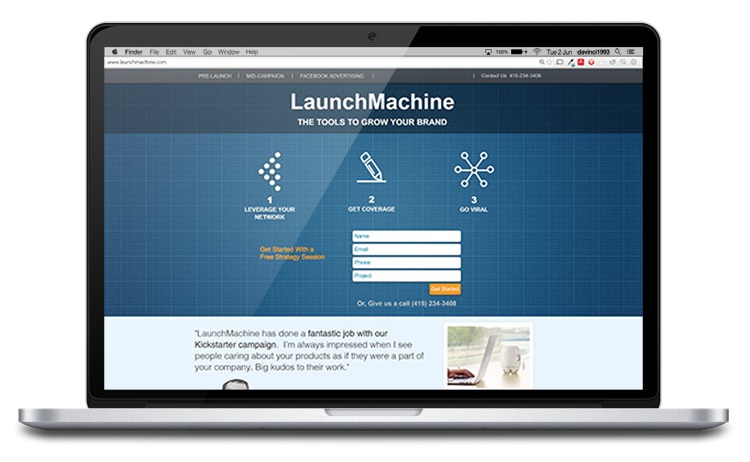 Finder File Edit View Go Window Help 100% Tue 2 Jun davinci1993
www.launchmachine.com
PRE-LAUNCH | MID-CAMPAIGN | FACEBOOK ADVERTISING | | Contact Us 415-234-3408
LaunchMachine
THE TOOLS TO GROW YOUR BRAND
1 2 3
LEVERAGE YOUR GET COVERAGE GO VIRAL
NETWORK
Name
Get Started With a Email
Free Strategy Session Phone
Project
Get Started
Or, Give us a call (415) 234-3408
"LaunchMachine has done a fantastic job with our
Kickstarter campaign. I'm always impressed when I see
people caring about your products as if they were a part of
your company. Big kudos to their work."